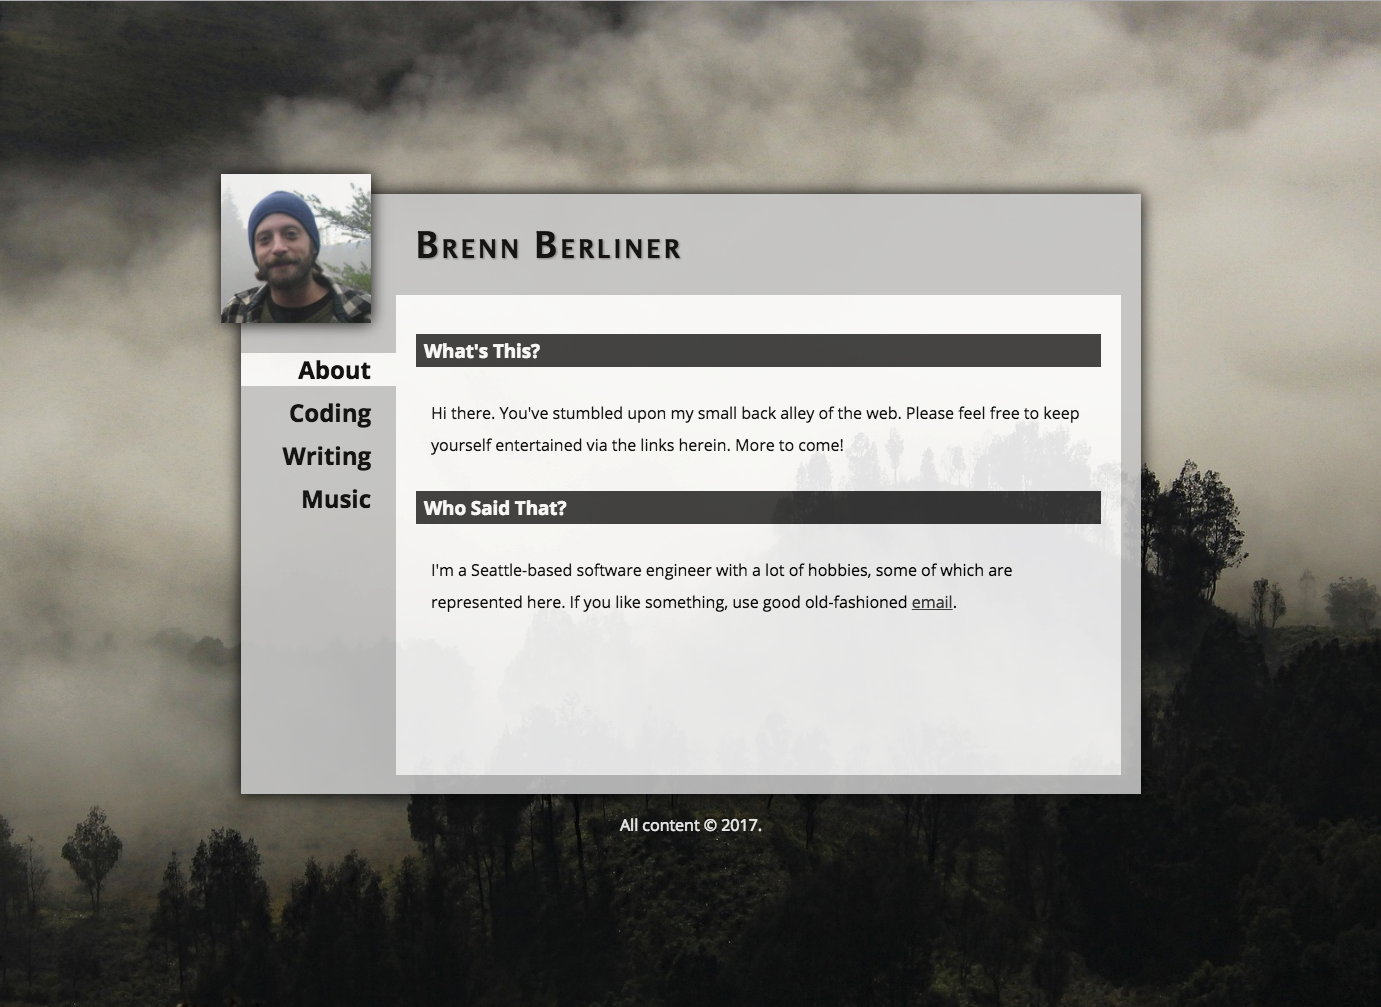 Brenn Berliner
About
Coding
Writing
Music
What's This?
Hi there. You've stumbled upon my small back alley of the web. Please feel free to keep
yourself entertained via the links herein. More to come!
Who Said That?
I'm a Seattle-based software engineer with a lot of hobbies, some of which are
represented here. If you like something, use good old-fashioned email.
All content © 2017.